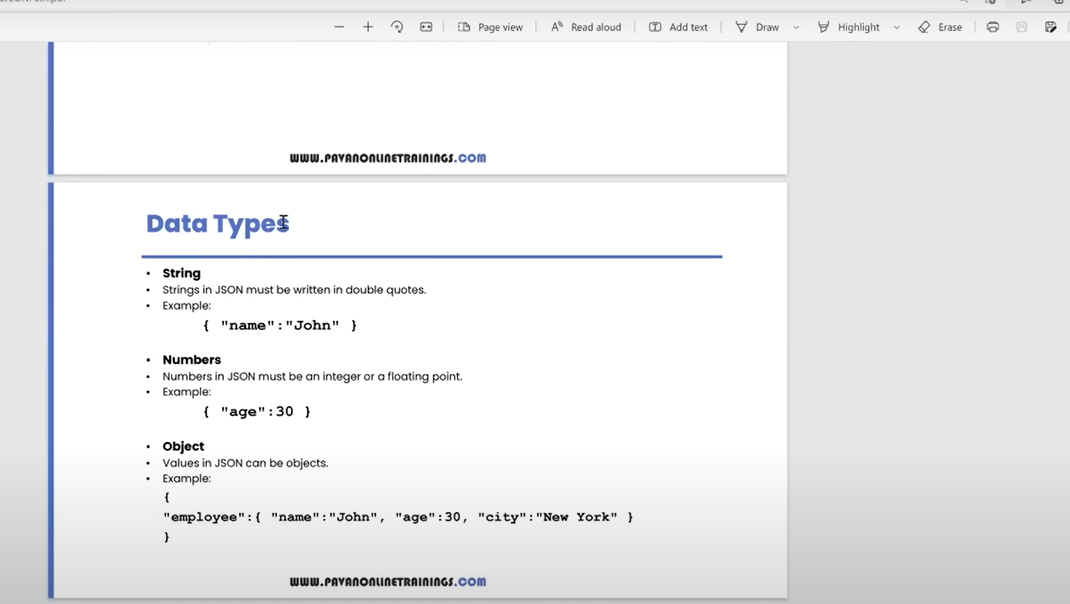 Page view
Read aloud
Add text
Draw
Highlight
Erase
WWW.PAVANONLINETRAININGS.COM
Data Types
• String
• Strings in JSON must be written in double quotes.
• Example:
{ "name":"John" }
• Numbers
• Numbers in JSON must be an integer or a floating point.
• Example:
{ "age":30 }
• Object
• Values in JSON can be objects.
• Example:
{
"employee":{ "name":"John", "age":30, "city":"New York" }
}
WWW.PAVANONLINETRAININGS.COM